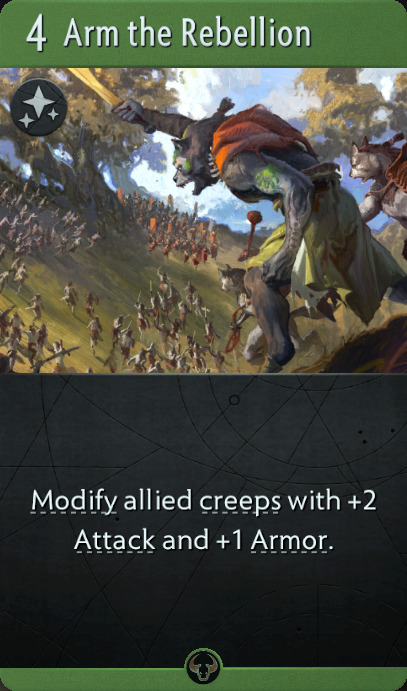 4 Arm the Rebellion
Modify allied creeps with +2
Attack and +1 Armor.